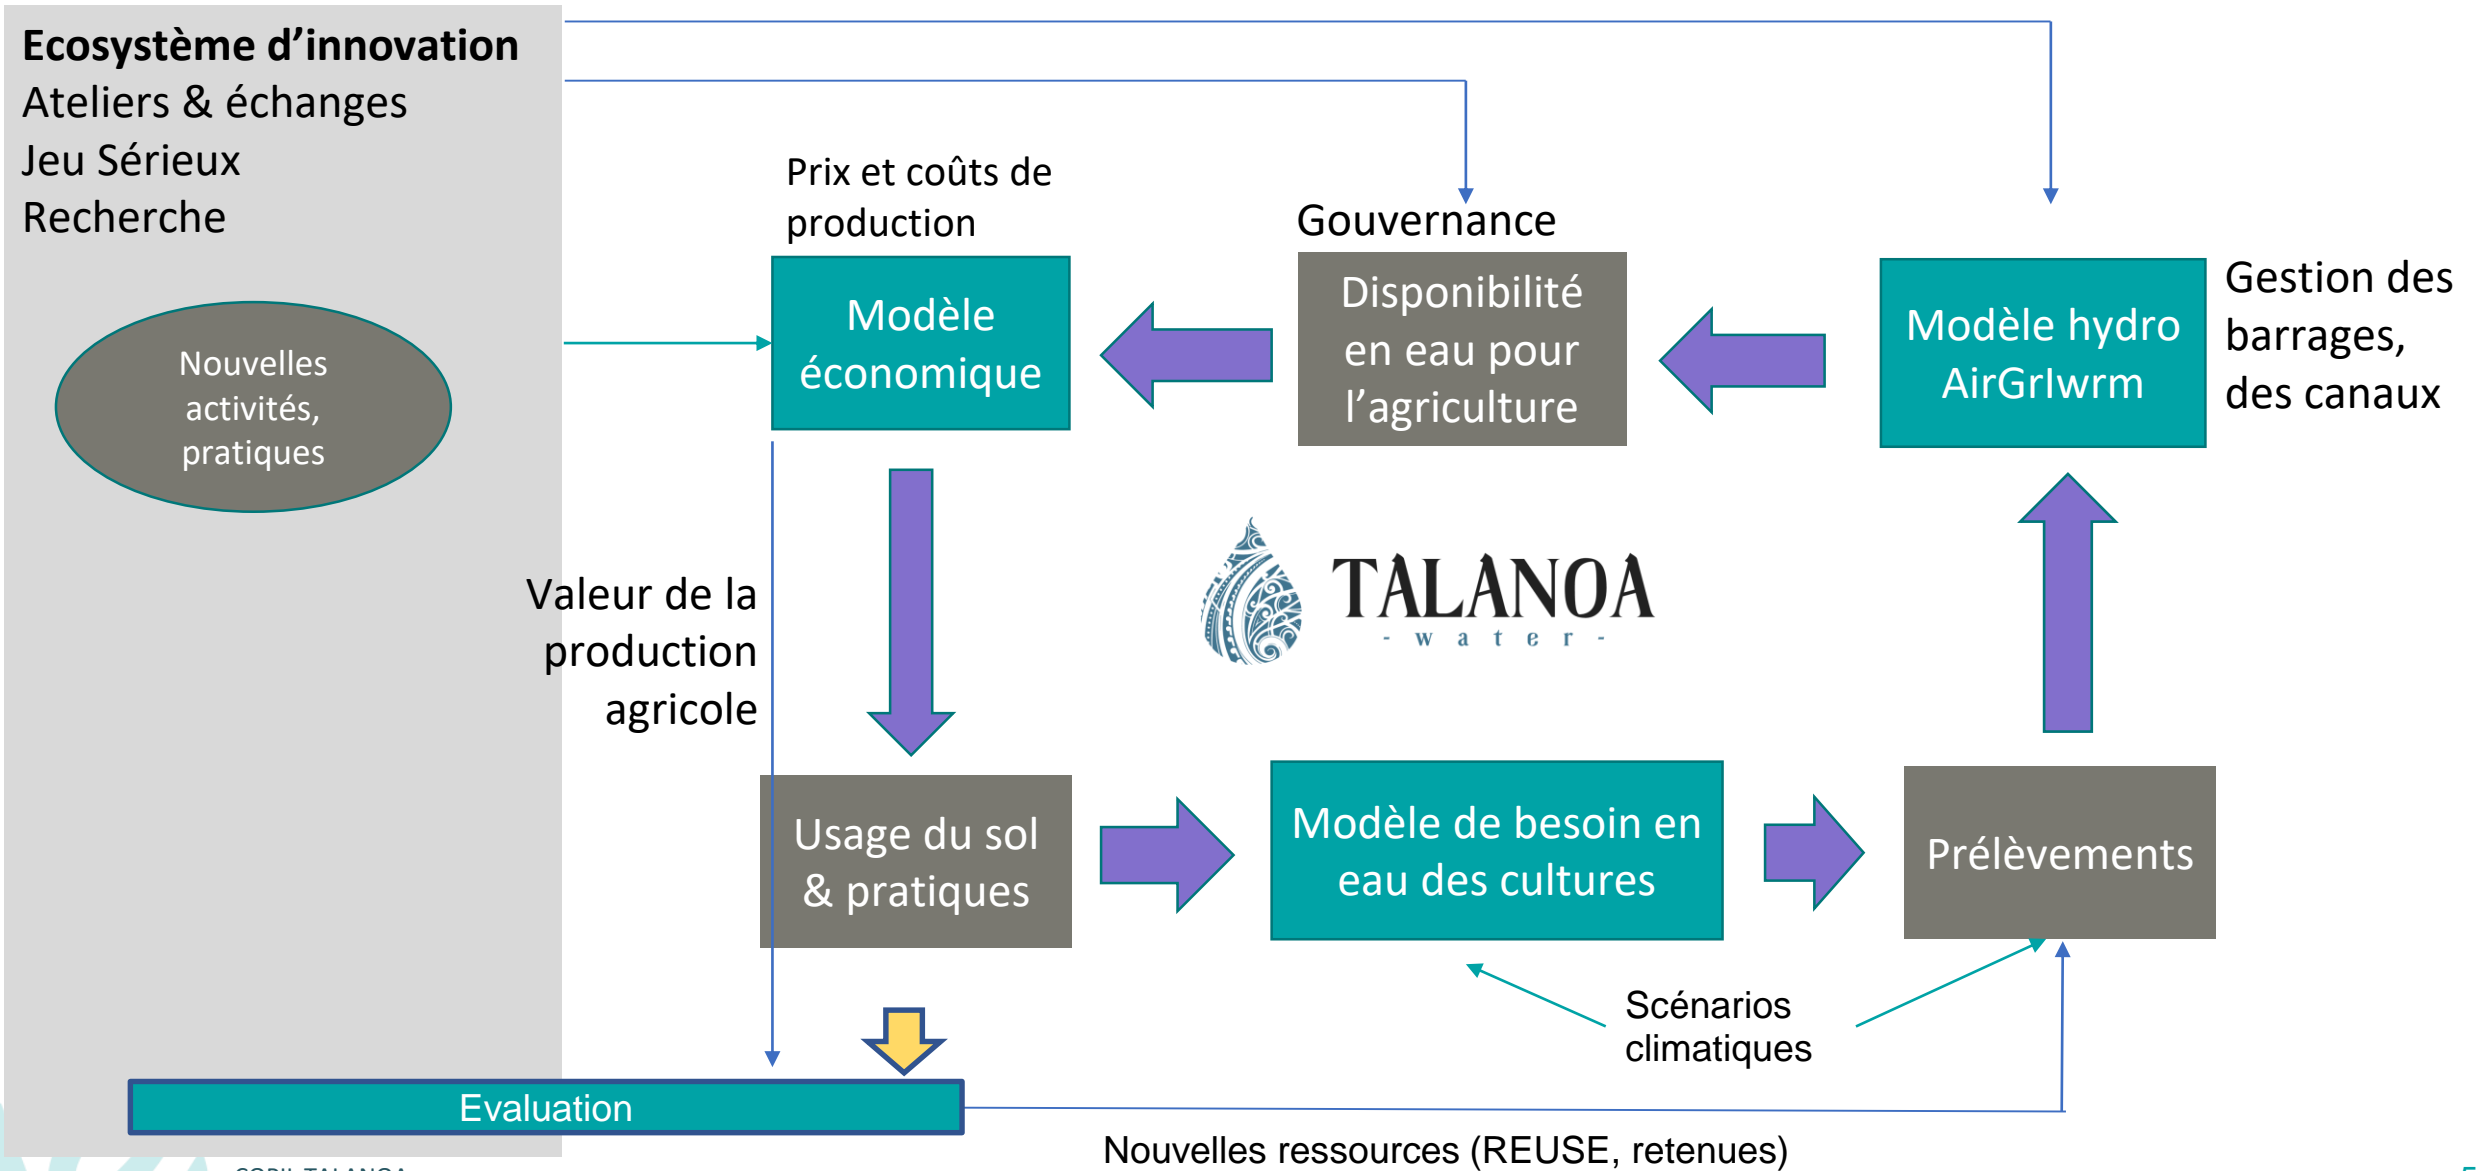 Ecosystème d’innovation
Ateliers & échanges
Jeu Sérieux
Recherche
Nouvelles
activités,
pratiques
Prix et coûts de
production
Modèle
économique
Gouvernance
Disponibilité
en eau pour
l’agriculture
Modèle hydro
AirGrIwrm
Gestion des
barrages,
des canaux
Valeur de la
production
agricole
TALANOA
- water -
Usage du sol
& pratiques
Modèle de besoin en
eau des cultures
Prélèvements
Scénarios
climatiques
Evaluation
Nouvelles ressources (REUSE, retenues)